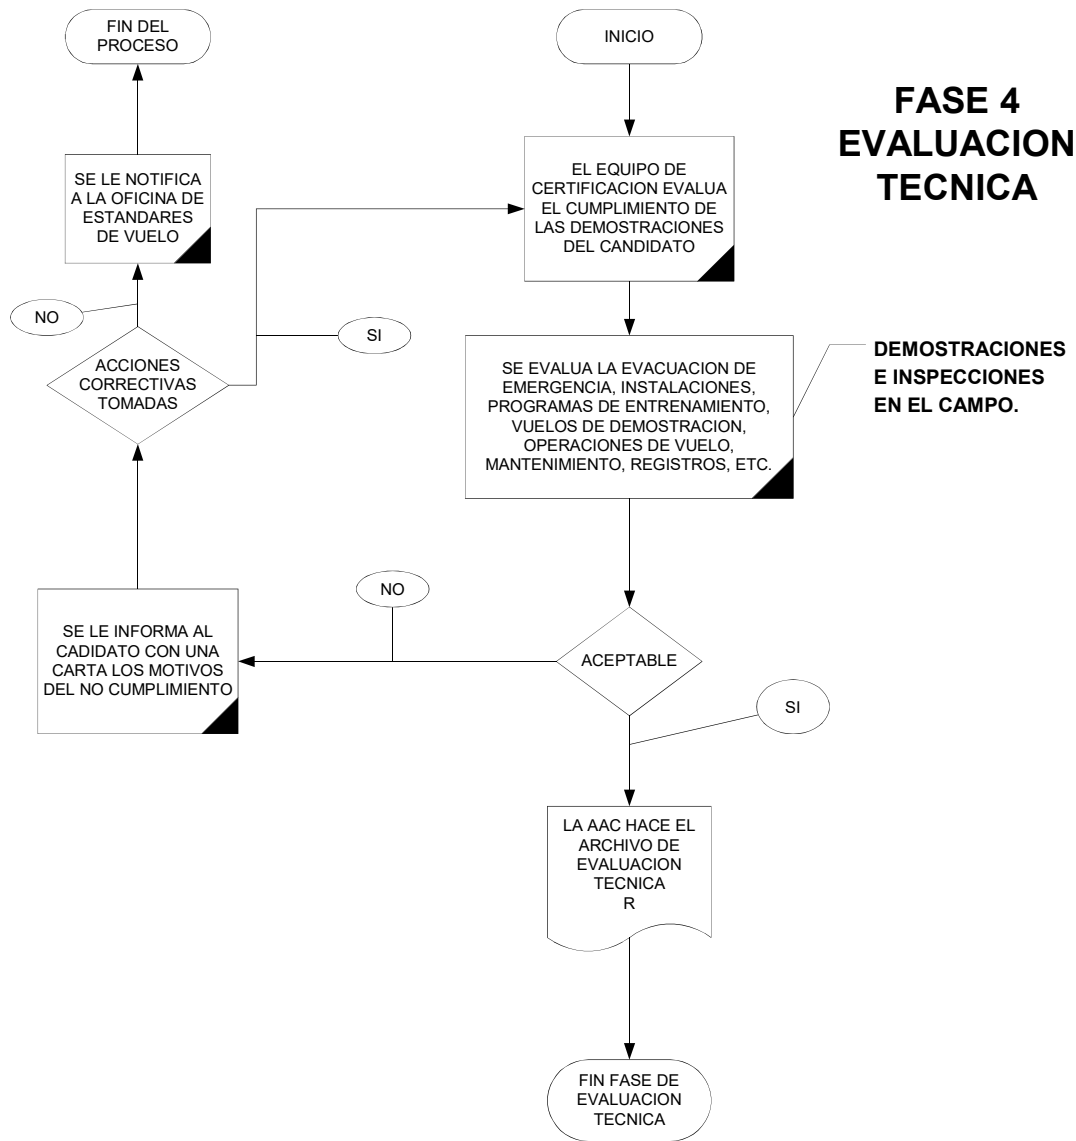 FIN DEL
PROCESO
INICIO
FASE 4
EVALUACION
TECNICA
SE LE NOTIFICA
A LA OFICINA DE
ESTANDARES
DE VUELO
EL EQUIPO DE
CERTIFICACION EVALUA
EL CUMPLIMIENTO DE
LAS DEMOSTRACIONES
DEL CANDIDATO
NO
SI
ACCIONES
CORRECTIVAS
TOMADAS
SE EVALUA LA EVACUACION DE
EMERGENCIA, INSTALACIONES,
PROGRAMAS DE ENTRENAMIENTO,
VUELOS DE DEMOSTRACION,
OPERACIONES DE VUELO,
MANTENIMIENTO, REGISTROS, ETC.
DEMOSTRACIONES
E INSPECCIONES
EN EL CAMPO.
NO
SE LE INFORMA AL
CADIDATO CON UNA
CARTA LOS MOTIVOS
DEL NO CUMPLIMIENTO
ACEPTABLE
SI
LA AAC HACE EL
ARCHIVO DE
EVALUACION
TECNICA
R
FIN FASE DE
EVALUACION
TECNICA